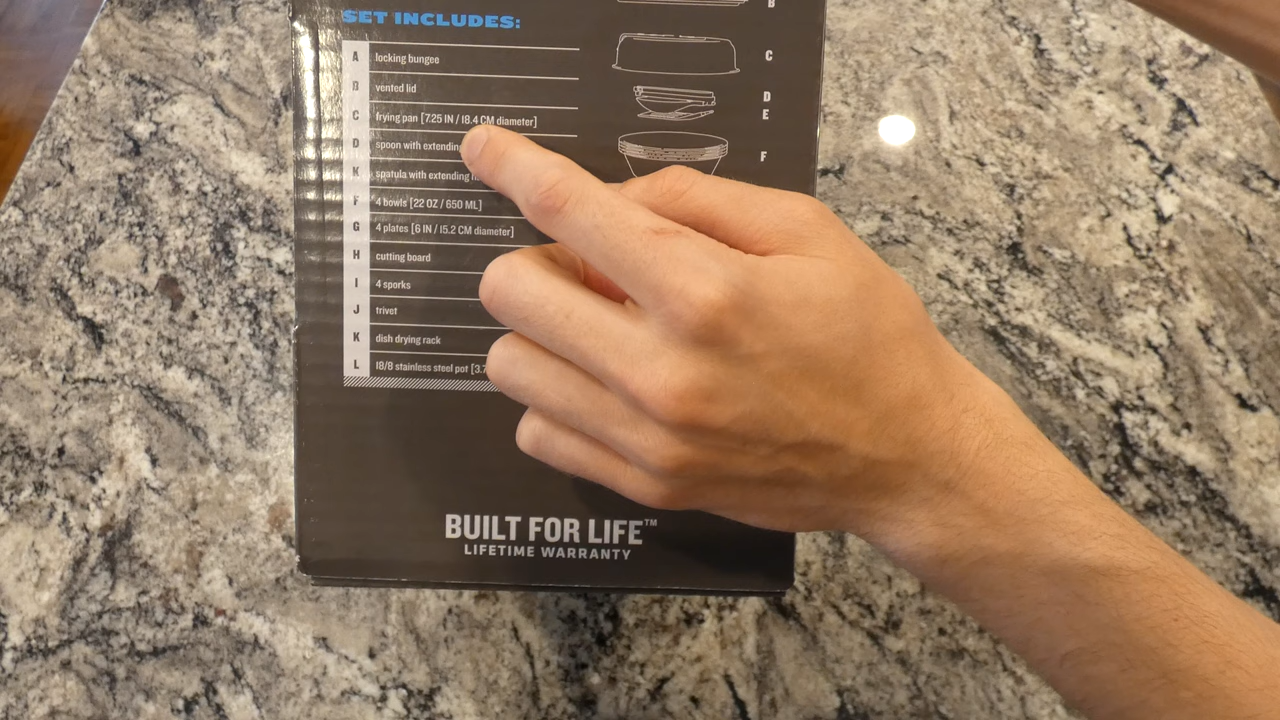 SET INCLUDES:
A locking bungee
B vented lid
C frying pan [7.25 IN / 18.4 CM diameter]
D spoon with extending
K spatula with extending
F 4 bowls [22 OZ / 650 ML]
G 4 plates [6 IN / 15.2 CM diameter]
H cutting board
I 4 sporks
J trivet
K dish drying rack
L 18/8 stainless steel pot [3.7
B
C
D
E
F
BUILT FOR LIFE™
LIFETIME WARRANTY